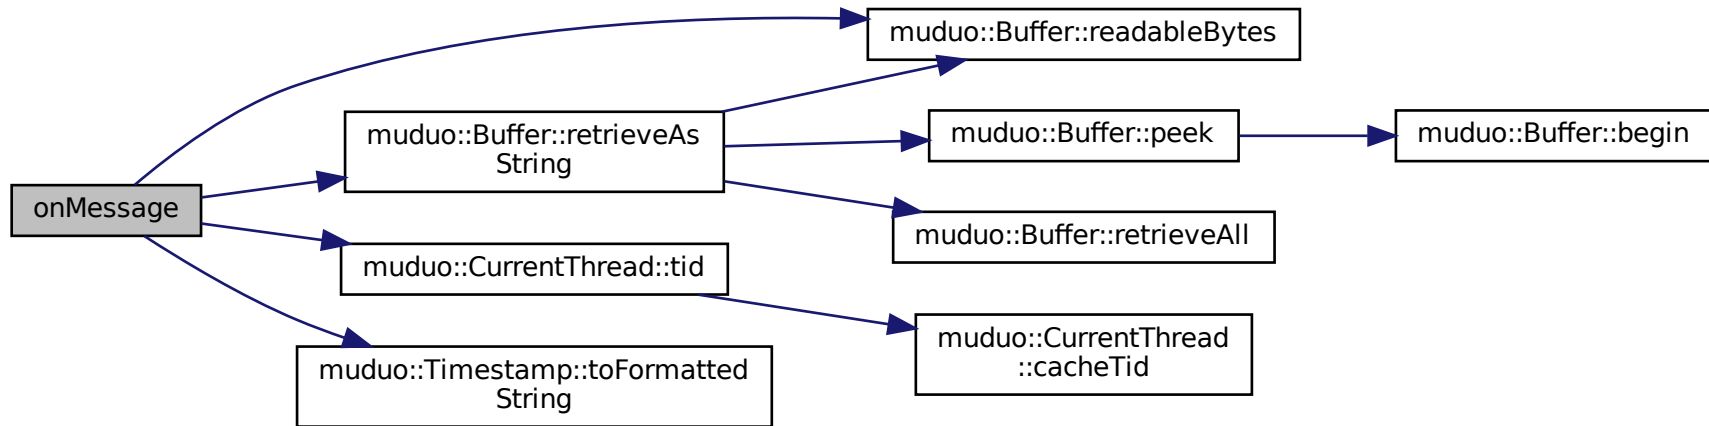 onMessage
muduo::Buffer::readableBytes
muduo::Buffer::retrieveAs
String
muduo::Buffer::peek
muduo::Buffer::begin
muduo::Buffer::retrieveAll
muduo::CurrentThread::tid
muduo::CurrentThread
::cacheTid
muduo::Timestamp::toFormatted
String